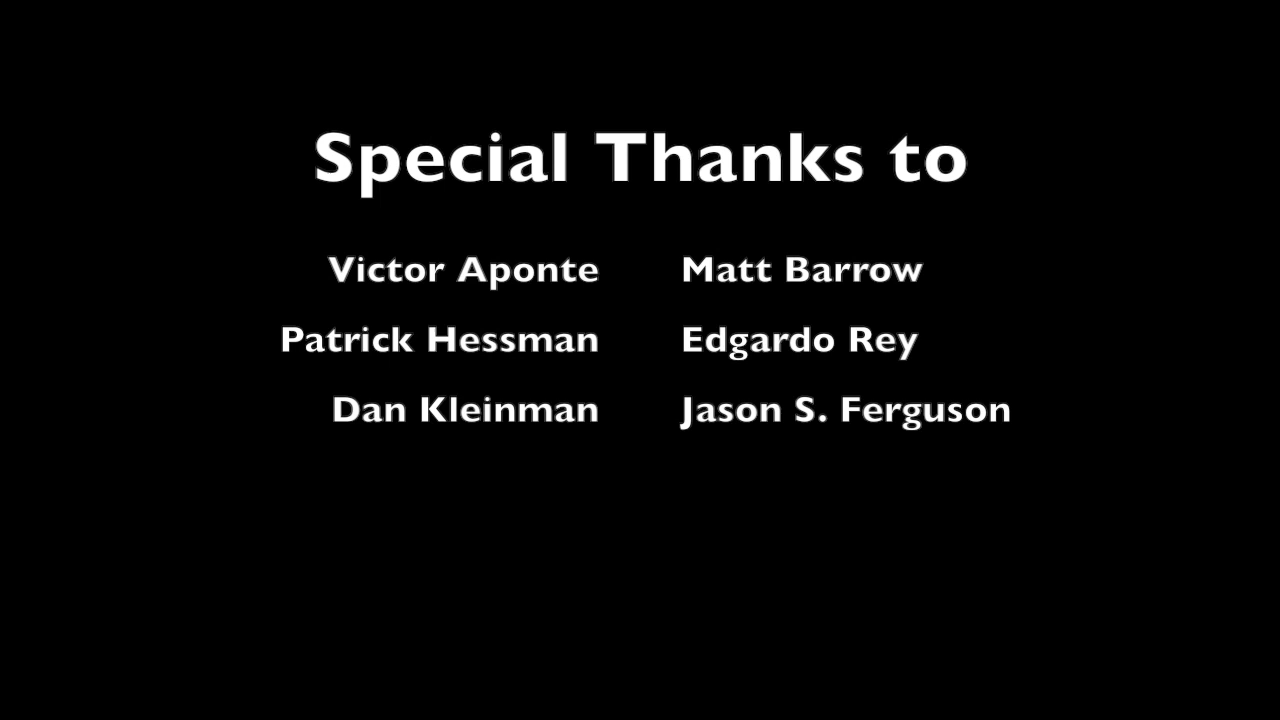 Special Thanks to
Victor Aponte Matt Barrow
Patrick Hessman Edgardo Rey
Dan Kleinman Jason S. Ferguson